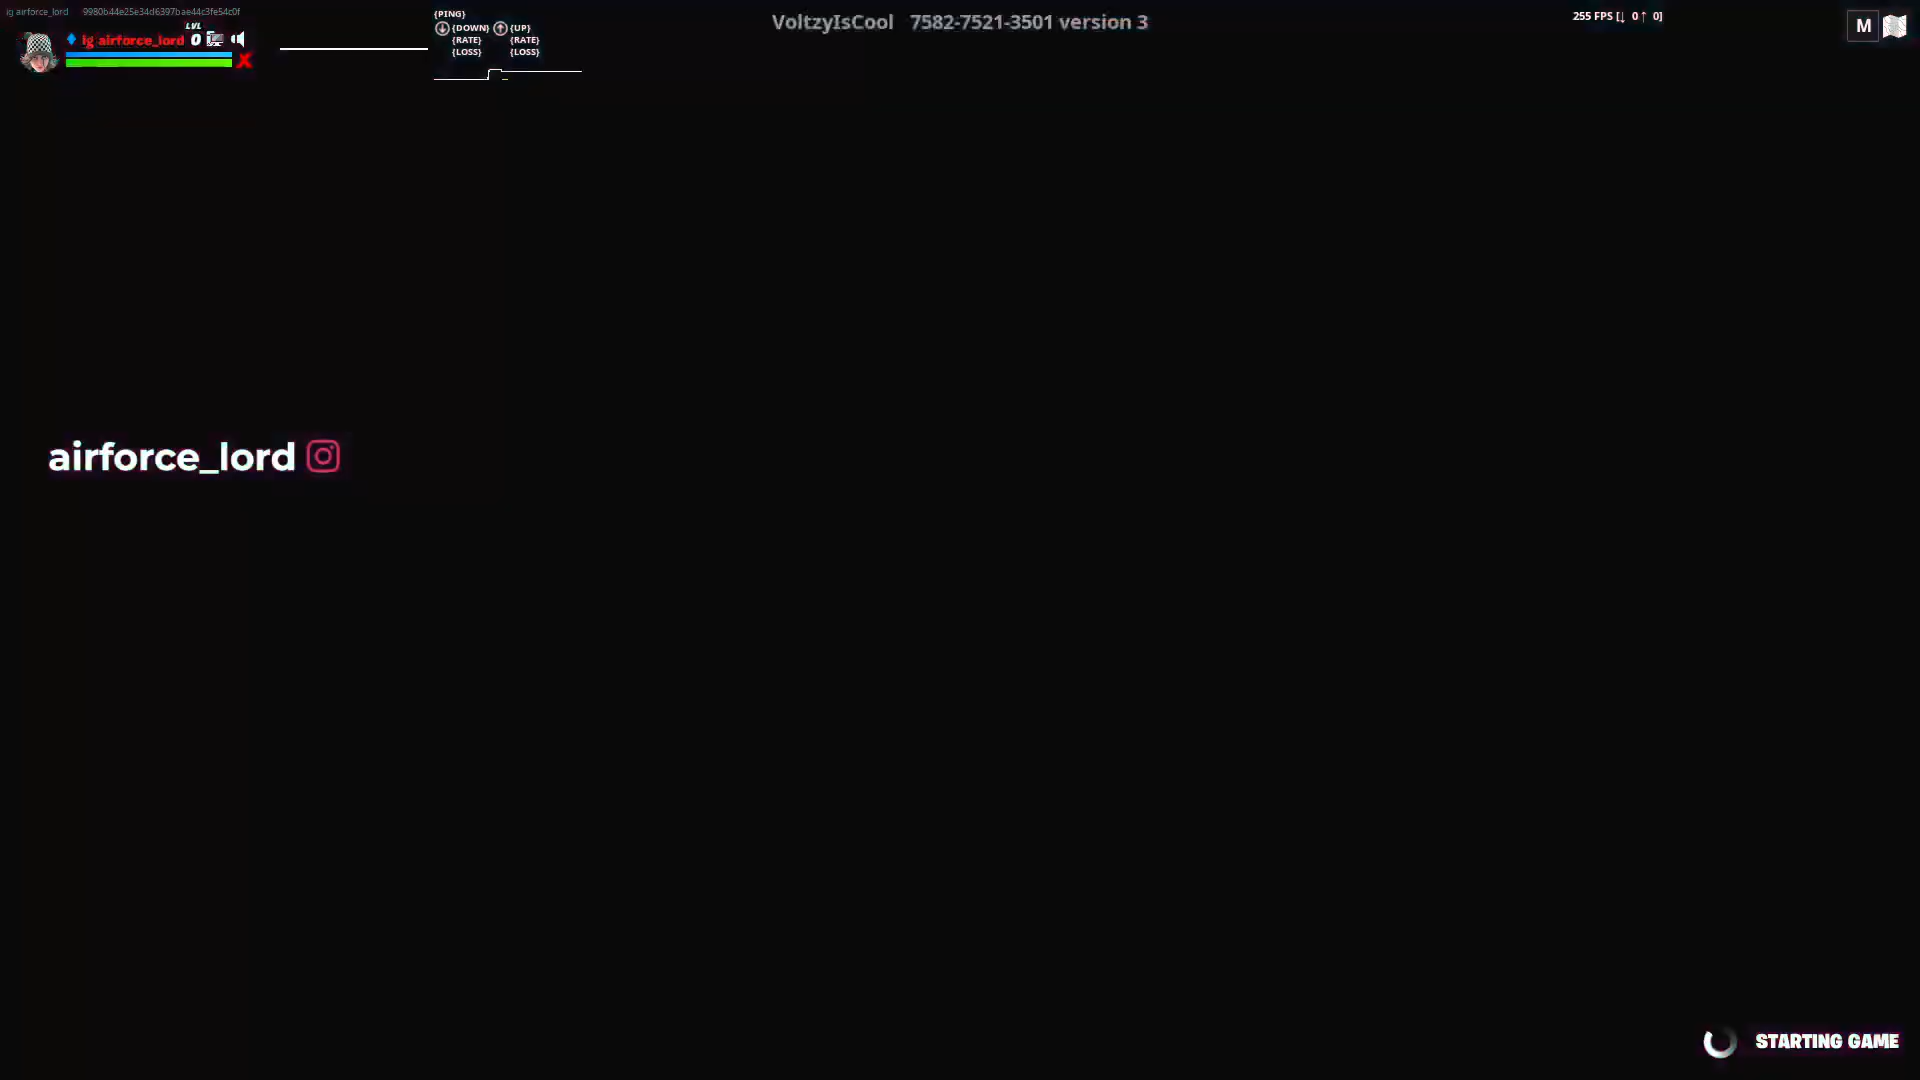 ig airforce_lord 9980b44e25e34d6397bae44c3fe54c0f
LVL
ig airforce_lord 0
{PING}
{DOWN} {UP}
{RATE} {RATE}
{LOSS} {LOSS}
VoltzyIsCool 7582-7521-3501 version 3
255 FPS [↓ 0↑ 0]
M
airforce_lord
STARTING GAME